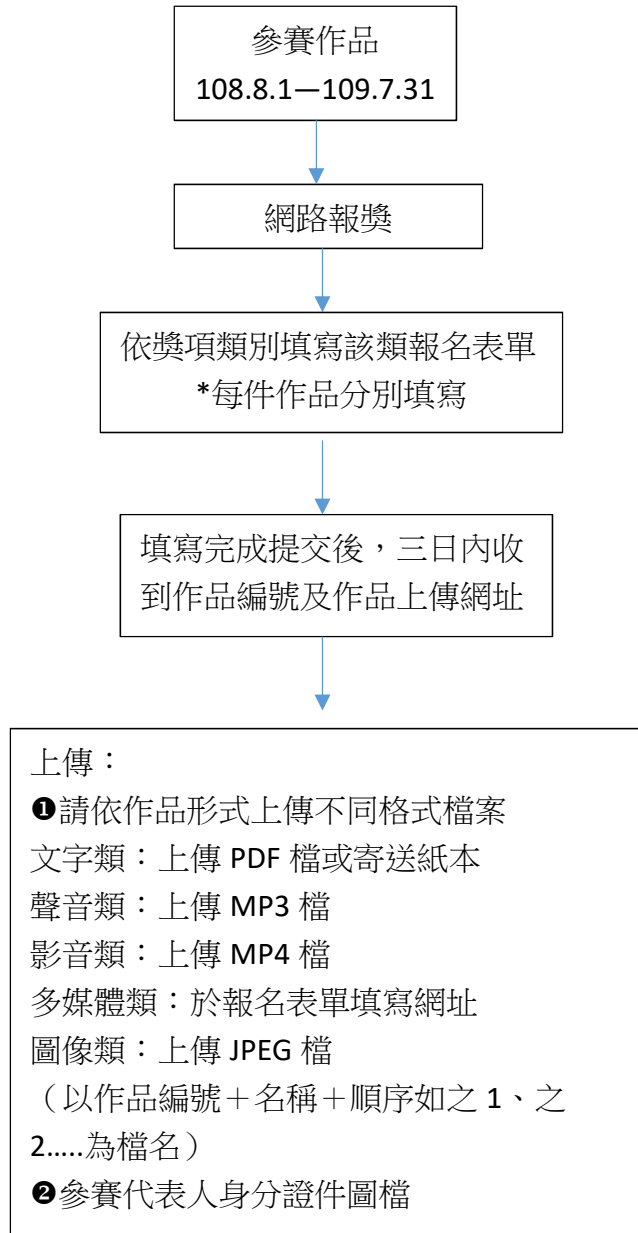 參賽作品
108.8.1—109.7.31
網路報獎
依獎項類別填寫該類報名表單
*每件作品分別填寫
填寫完成提交後，三日內收
到作品編號及作品上傳網址
上傳：
❶請依作品形式上傳不同格式檔案
文字類：上傳 PDF 檔或寄送紙本
聲音類：上傳 MP3 檔
影音類：上傳 MP4 檔
多媒體類：於報名表單填寫網址
圖像類：上傳 JPEG 檔
（以作品編號＋名稱＋順序如之 1、之
2.....為檔名）
❷參賽代表人身分證件圖檔